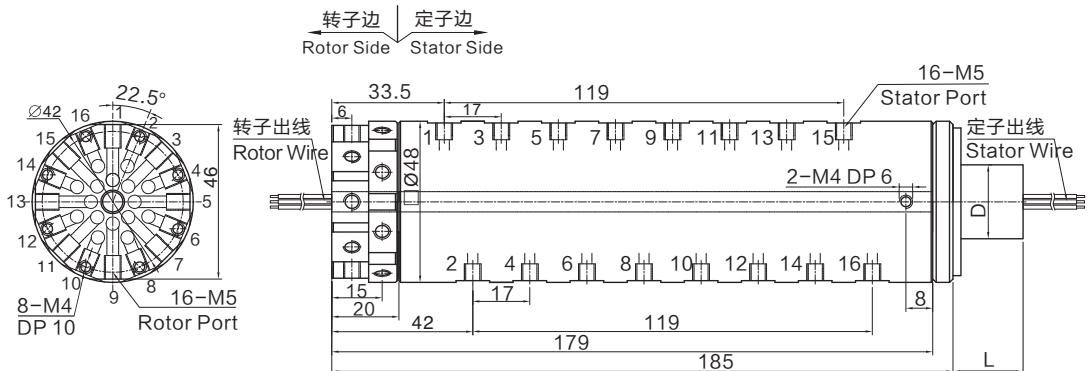 转子边 定子边
Rotor Side Stator Side
16-M5
Stator Port
33.5 119
6 17
转子出线
Rotor Wire
定子出线
Stator Wire
1 3 5 7 9 11 13 15
2-M4 DP 6
□Ø48
D
2 4 6 8 10 12 14 16
15 17 8
20
42 119
179
185 L
22.5°
Ø42
46
1 2 3 4 5 6 7 8 9 10 11 12 13 14 15 16
8-M4
DP 10
16-M5
Rotor Port